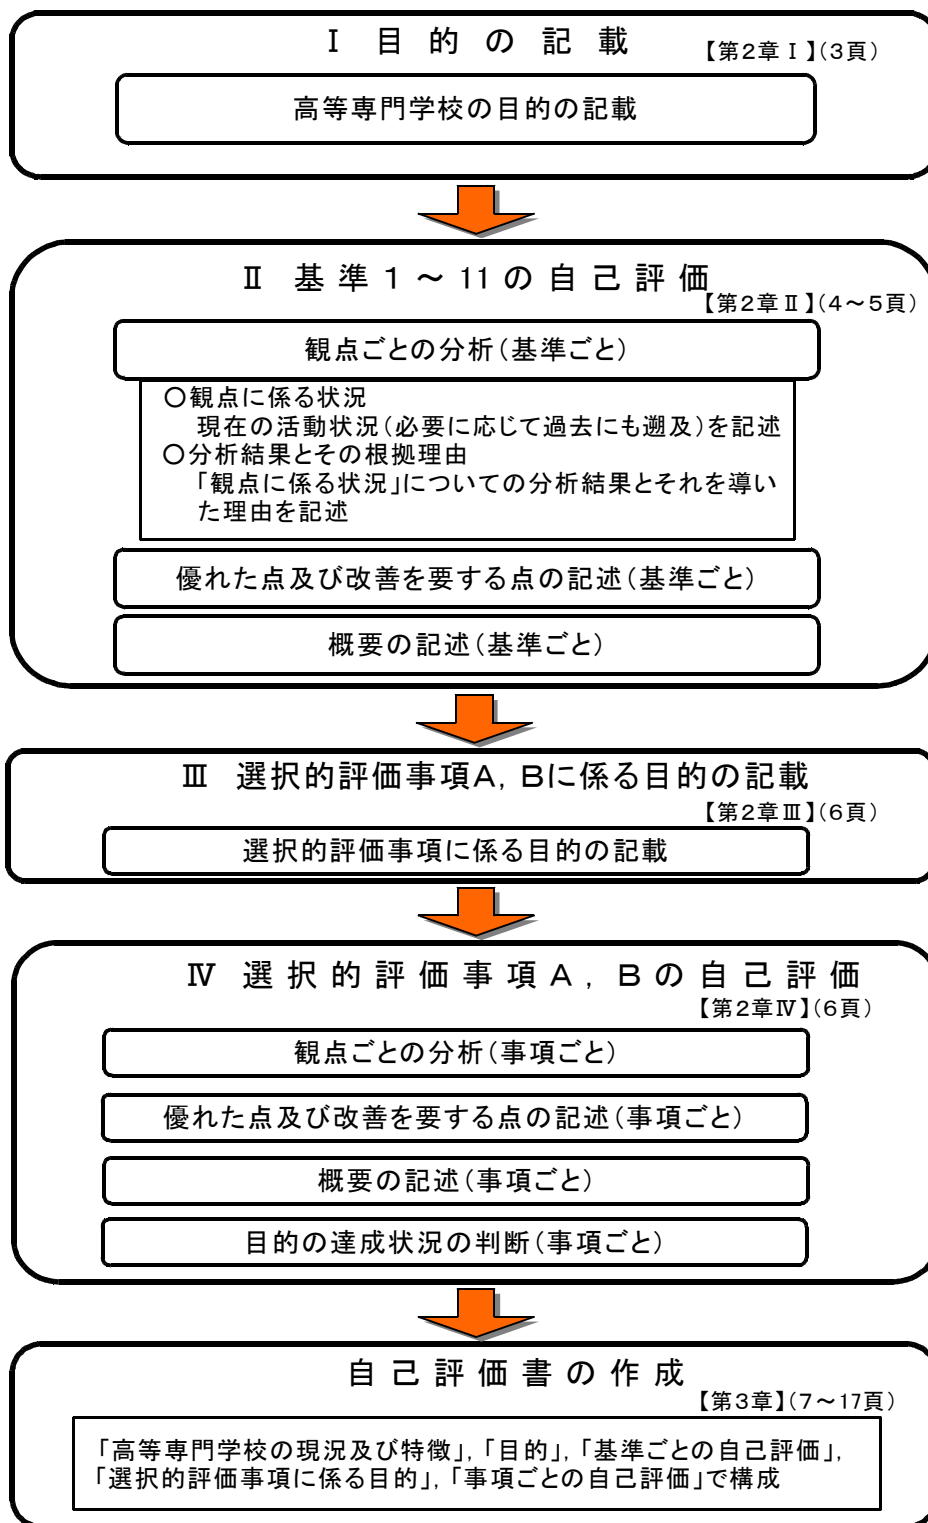 Ⅰ 目的の記載
【第2章Ⅰ】(3頁)
高等専門学校の目的の記載
Ⅱ 基準1～11の自己評価
【第2章Ⅱ】(4～5頁)
観点ごとの分析(基準ごと)
○観点に係る状況
現在の活動状況(必要に応じて過去にも遡及)を記述
○分析結果とその根拠理由
「観点に係る状況」についての分析結果とそれを導い
た理由を記述
優れた点及び改善を要する点の記述(基準ごと)
概要の記述(基準ごと)
Ⅲ 選択的評価事項A，Bに係る目的の記載
【第2章Ⅲ】(6頁)
選択的評価事項に係る目的の記載
Ⅳ 選択的評価事項A，Bの自己評価
【第2章Ⅳ】(6頁)
観点ごとの分析(事項ごと)
優れた点及び改善を要する点の記述(事項ごと)
概要の記述(事項ごと)
目的の達成状況の判断(事項ごと)
自己評価書の作成
【第3章】(7～17頁)
「高等専門学校の現況及び特徴」，「目的」，「基準ごとの自己評価」，
「選択的評価事項に係る目的」，「事項ごとの自己評価」で構成